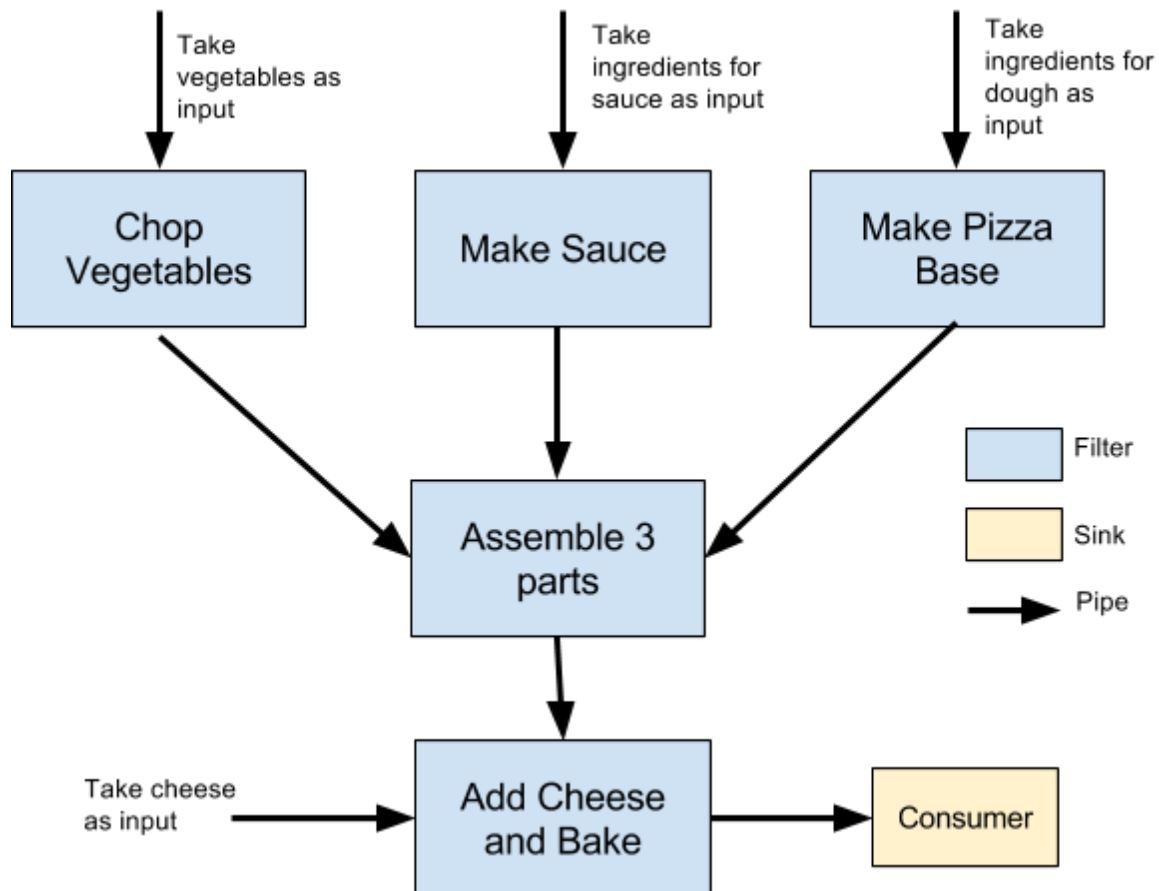 Take
vegetables as
input
Take
ingredients for
sauce as input
Take
ingredients for
dough as
input
Chop
Vegetables
Make Sauce
Make Pizza
Base
Filter
Sink
Pipe
Assemble 3
parts
Take cheese
as input
Add Cheese
and Bake
Consumer